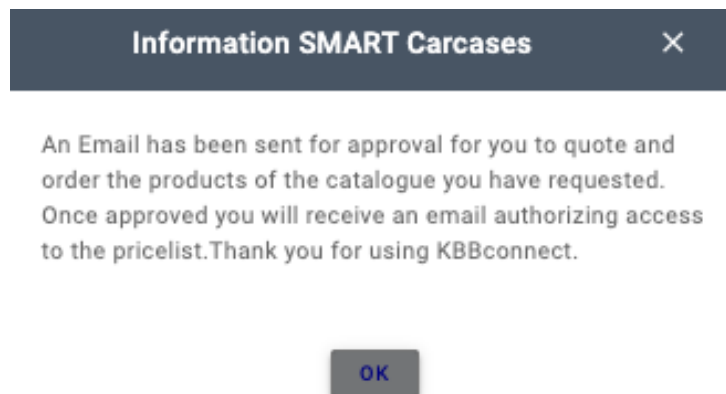 Information SMART Carcases
An Email has been sent for approval for you to quote and
order the products of the catalogue you have requested.
Once approved you will receive an email authorizing access
to the pricelist.Thank you for using KBBconnect.
OK